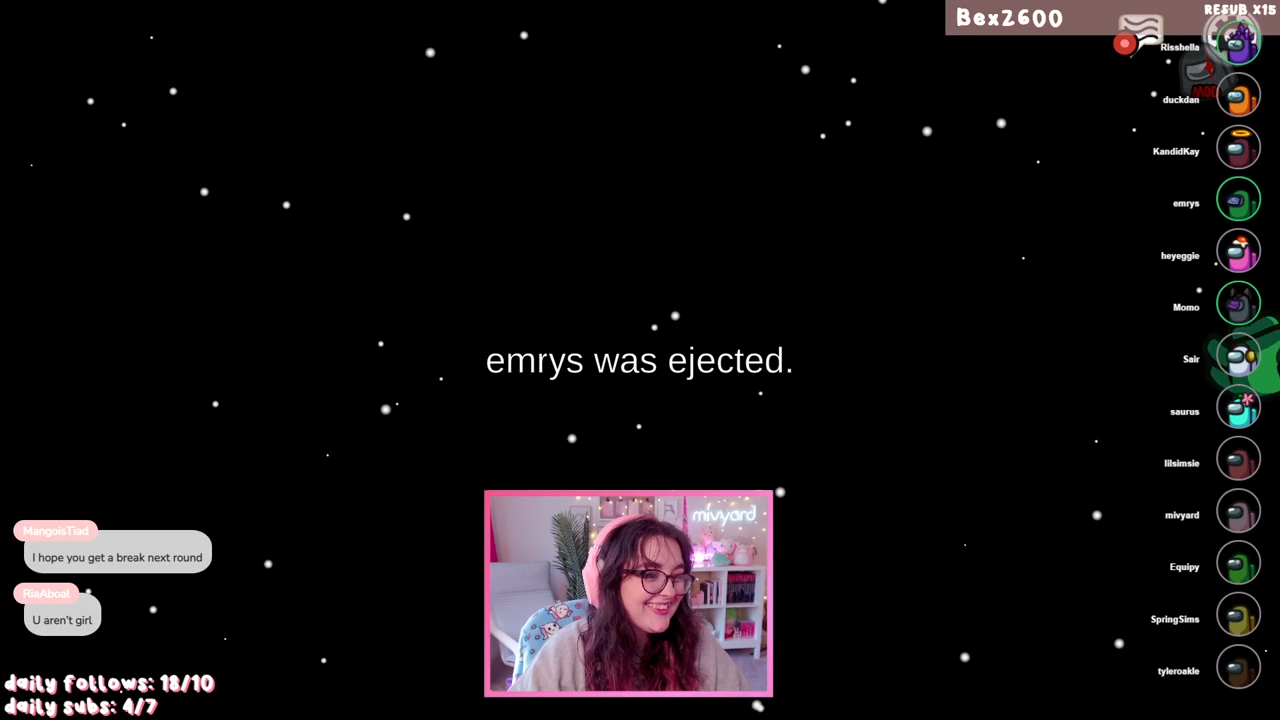 Bex2600
RESUB X15
Risshella
MOD
duckdan
KandidKay
emrys
heyeggie
Momo
Sair
emrys was ejected.
saurus
lilsimsie
mivyard
mivyard
Equipy
SpringSims
tyleroakle
MangoisTiad
I hope you get a break next round
RiaAboal
U aren't girl
daily follows: 18/10
daily subs: 4/7